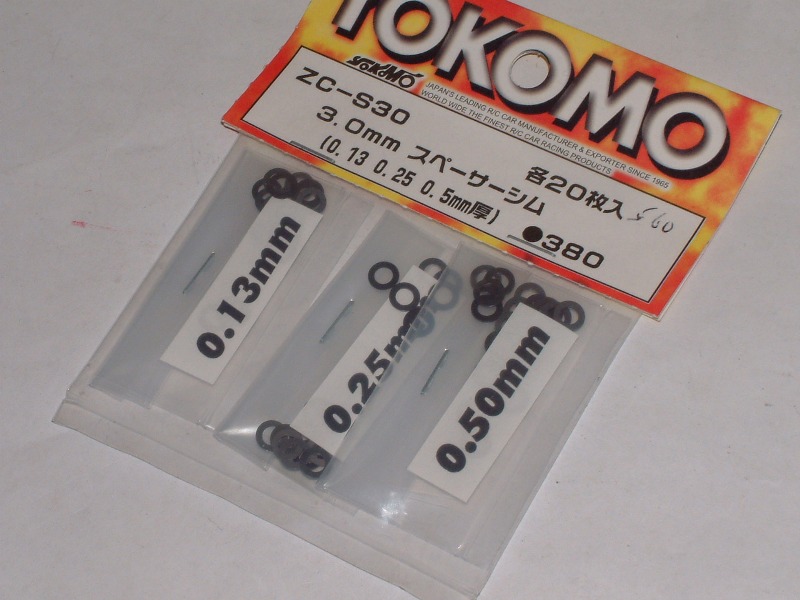 YOKOMO
YOKOMO
JAPAN'S LEADING R/C CAR MANUFACTURER & EXPORTER SINCE 1965
WORLD WIDE THE FINEST R/C CAR RACING PRODUCTS
ZC-S30
3.0mm スペーサーシム
(0.13 0.25 0.5mm厚)
各20枚入
●380
0.13mm
0.25mm
0.50mm